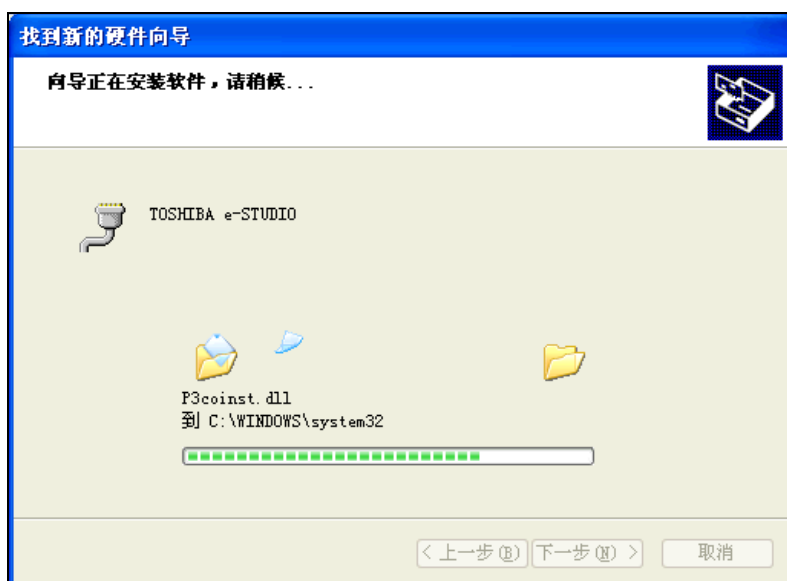 找到新的硬件向导
向导正在安装软件，请稍候...
TOSHIBA e-STUDIO
P3coinst.dll
到 C:\WINDOWS\system32
< 上一步(B) 下一步(N) > 取消